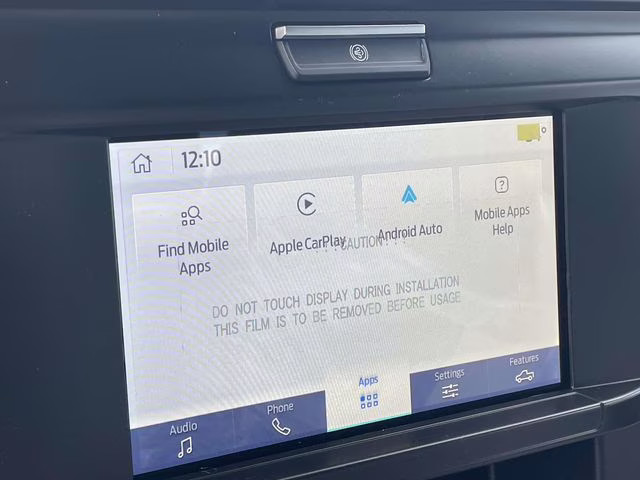 12:10
Find Mobile
Apps
Apple CarPlay
Android Auto
Mobile Apps
Help
!!!CAUTION!!!
DO NOT TOUCH DISPLAY DURING INSTALLATION
THIS FILM IS TO BE REMOVED BEFORE USAGE
Audio
Phone
Apps
Settings
Features